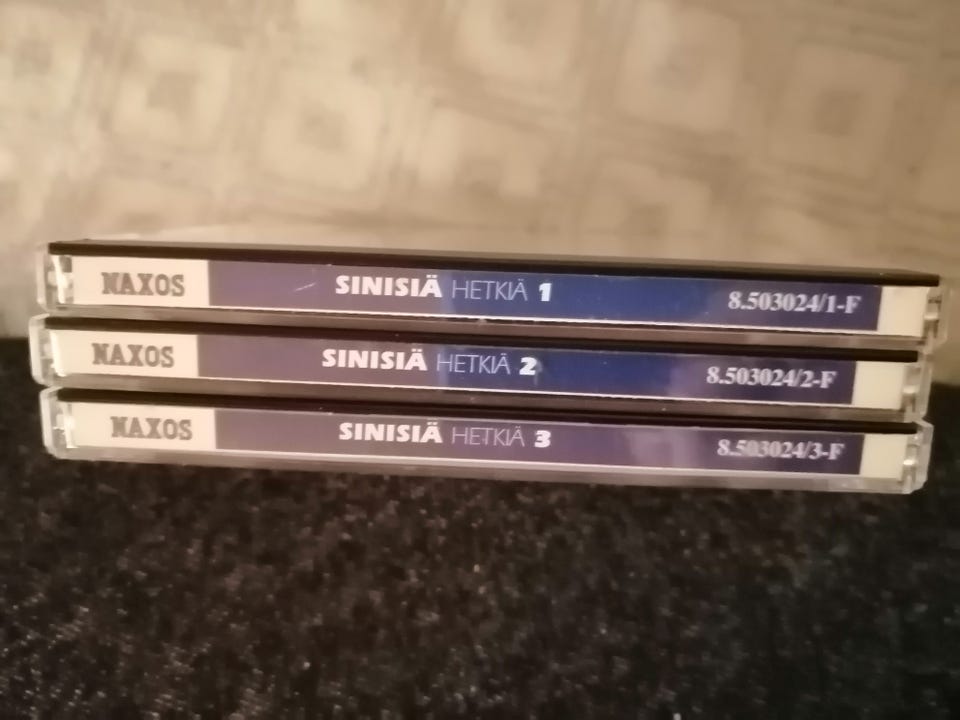 NAXOS SINISIÄ HETKIÄ 1 8.503024/1-F
NAXOS SINISIÄ HETKIÄ 2 8.503024/2-F
NAXOS SINISIÄ HETKIÄ 3 8.503024/3-F